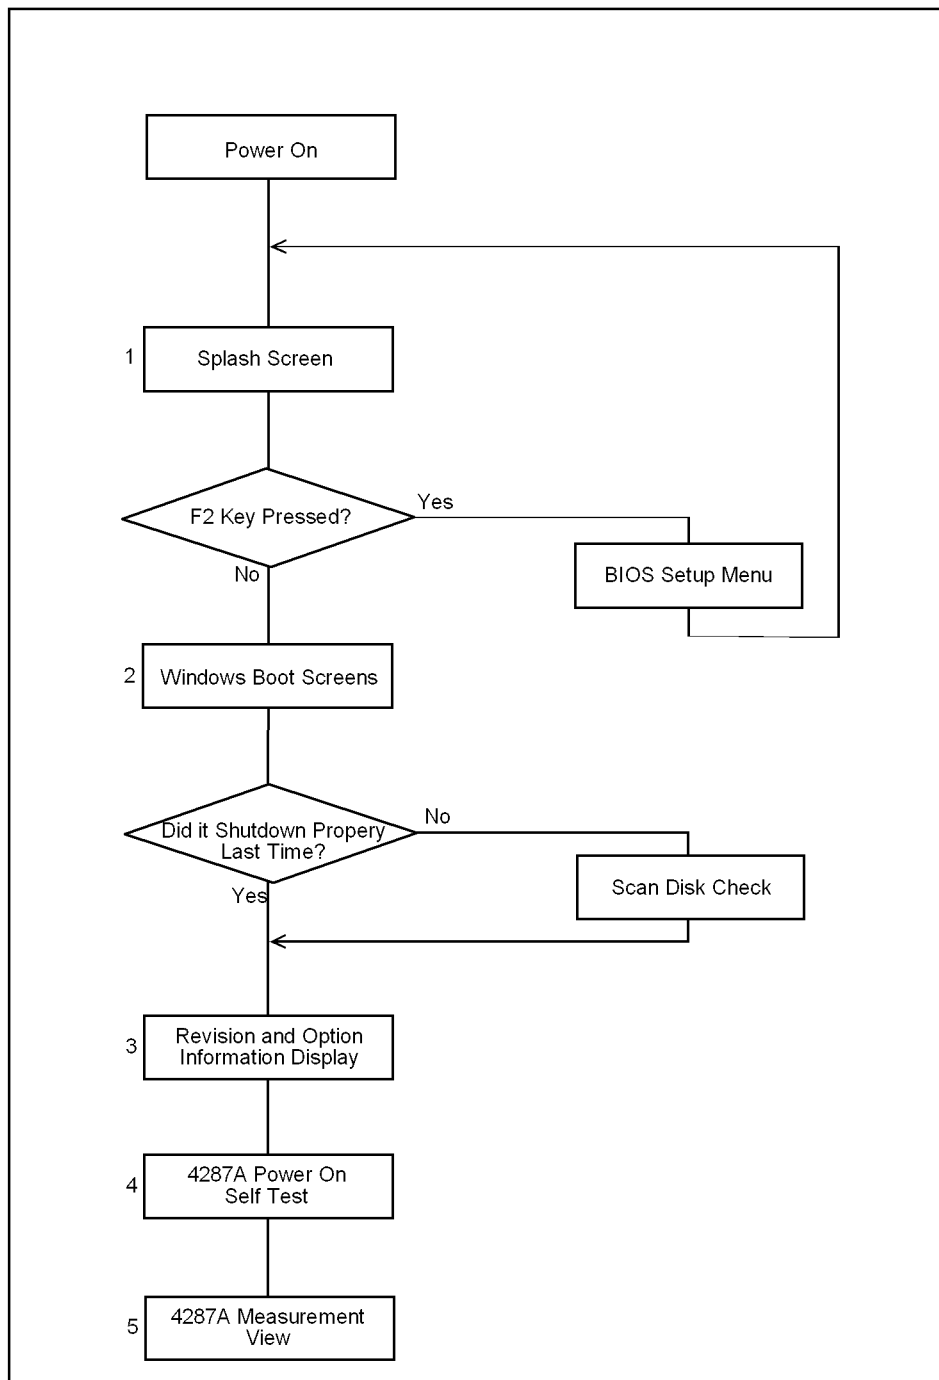 Power On
1
Splash Screen
F2 Key Pressed?
Yes
No
BIOS Setup Menu
2
Windows Boot Screens
Did it Shutdown Propery
Last Time?
No
Yes
Scan Disk Check
3
Revision and Option
Information Display
4
4287A Power On
Self Test
5
4287A Measurement
View